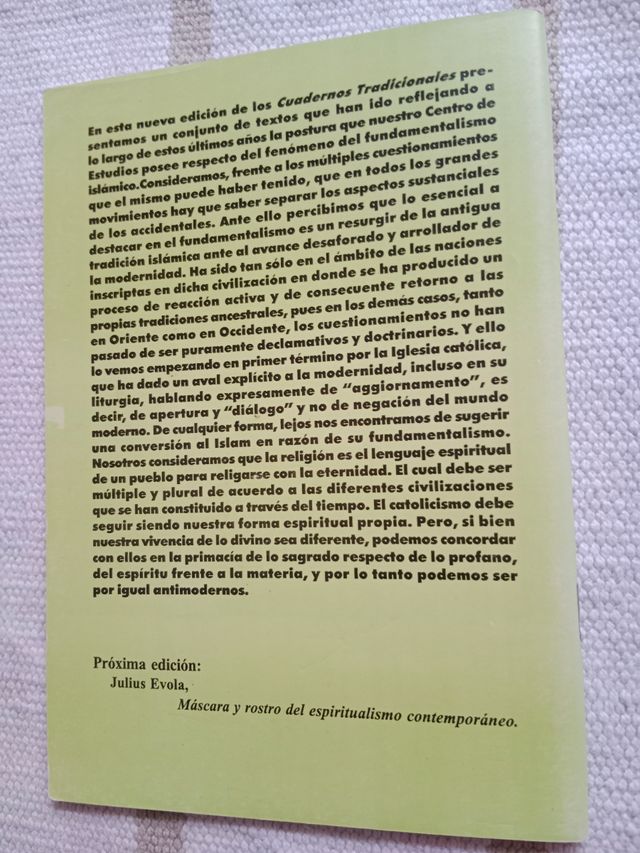 En esta nueva edición de los Cuadernos Tradicionales pre-
sentamos un conjunto de textos que han ido reflejando a
lo largo de estos últimos años la postura que nuestro Centro de
Estudios posee respecto del fenómeno del fundamentalismo
islámico.Consideramos, frente a los múltiples cuestionamientos
que el mismo puede haber tenido, que en todos los grandes
movimientos hay que saber separar los aspectos sustanciales
de los accidentales. Ante ello percibimos que lo esencial a
destacar en el fundamentalismo es un resurgir de la antigua
tradición islámica ante al avance desaforado y arrollador de
la modernidad. Ha sido tan sólo en el ámbito de las naciones
inscriptas en dicha civilización en donde se ha producido un
proceso de reacción activa y de consecuente retorno a las
propias tradiciones ancestrales, pues en los demás casos, tanto
en Oriente como en Occidente, los cuestionamientos no han
pasado de ser puramente declamativos y doctrinarios. Y ello
lo vemos empezando en primer término por la Iglesia católica,
que ha dado un aval explícito a la modernidad, incluso en su
liturgia, hablando expresamente de "aggiornamento", es
decir, de apertura y "diálogo" y no de negación del mundo
moderno. De cualquier forma, lejos nos encontramos de sugerir
una conversión al Islam en razón de su fundamentalismo.
Nosotros consideramos que la religión es el lenguaje espiritual
de un pueblo para religarse con la eternidad. El cual debe ser
múltiple y plural de acuerdo a las diferentes civilizaciones
que se han constituido a través del tiempo. El catolicismo debe
seguir siendo nuestra forma espiritual propia. Pero, si bien
nuestra vivencia de lo divino sea diferente, podemos concordar
con ellos en la primacía de lo sagrado respecto de lo profano,
del espíritu frente a la materia, y por lo tanto podemos ser
por igual antimodernos.
Próxima edición:
Julius Evola,
Máscara y rostro del espiritualismo contemporáneo.